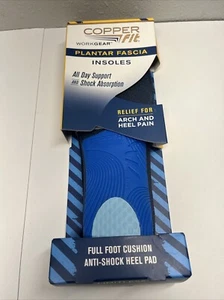 COPPER
Fit
WORKGEAR
PLANTAR FASCIA
INSOLES
All Day Support
AND Shock Absorption
RELIEF FOR
ARCH AND
HEEL PAIN
FULL FOOT CUSHION
ANTI-SHOCK HEEL PAD